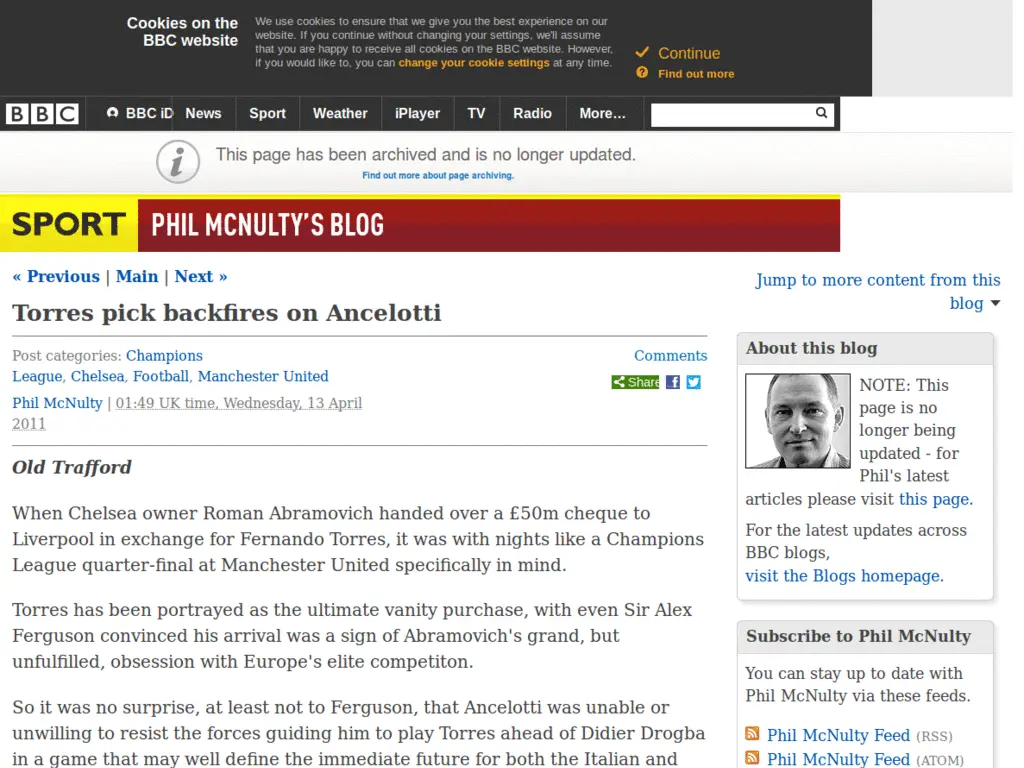 Cookies on the
BBC website
We use cookies to ensure that we give you the best experience on our
website. If you continue without changing your settings, we'll assume
that you are happy to receive all cookies on the BBC website. However,
if you would like to, you can change your cookie settings at any time.
Continue
Find out more
BBC BBC iD News Sport Weather iPlayer TV Radio More…
This page has been archived and is no longer updated.
Find out more about page archiving.
SPORT PHIL MCNULTY'S BLOG
« Previous | Main | Next »
Torres pick backfires on Ancelotti
Post categories: Champions
League, Chelsea, Football, Manchester United
Phil McNulty | 01:49 UK time, Wednesday, 13 April
2011
Comments
Share
Old Trafford
When Chelsea owner Roman Abramovich handed over a £50m cheque to
Liverpool in exchange for Fernando Torres, it was with nights like a Champions
League quarter-final at Manchester United specifically in mind.
Torres has been portrayed as the ultimate vanity purchase, with even Sir Alex
Ferguson convinced his arrival was a sign of Abramovich's grand, but
unfulfilled, obsession with Europe's elite competiton.
So it was no surprise, at least not to Ferguson, that Ancelotti was unable or
unwilling to resist the forces guiding him to play Torres ahead of Didier Drogba
in a game that may well define the immediate future for both the Italian and
Jump to more content from this
blog
About this blog
NOTE: This
page is no
longer being
updated - for
Phil's latest
articles please visit this page.
For the latest updates across
BBC blogs,
visit the Blogs homepage.
Subscribe to Phil McNulty
You can stay up to date with
Phil McNulty via these feeds.
Phil McNulty Feed (RSS)
Phil McNulty Feed (ATOM)